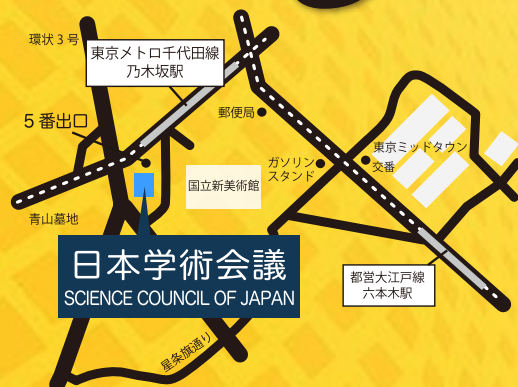 環状3号
東京メトロ千代田線
乃木坂駅
5番出口
郵便局
ガソリン
スタンド
東京ミッドタウン
交番
国立新美術館
青山墓地
日本学術会議
SCIENCE COUNCIL OF JAPAN
都営大江戸線
六本木駅
星条旗通り